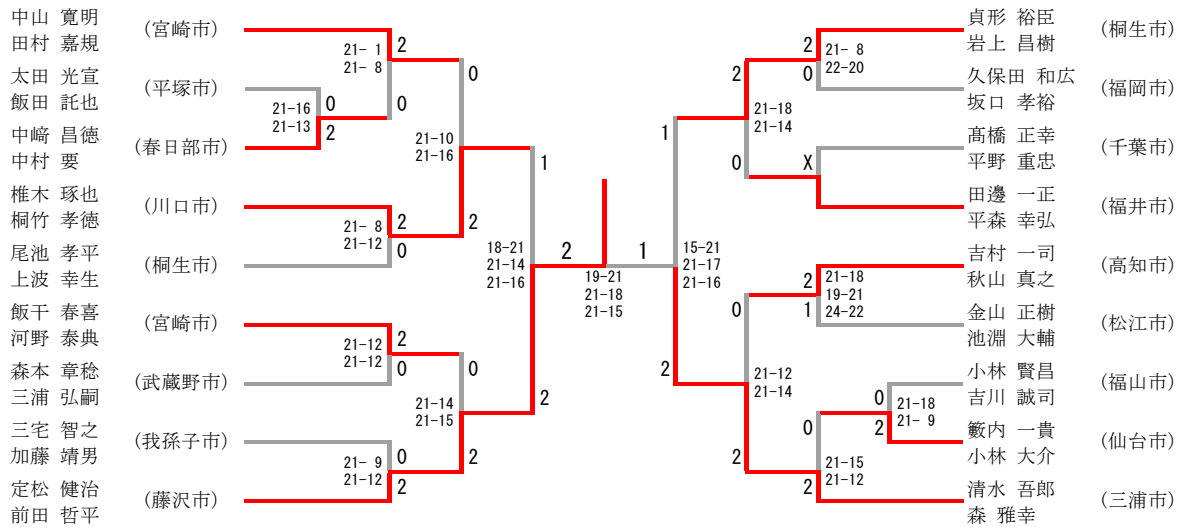 中山 寛明
田村 嘉規
(宮崎市)
太田 光宣
飯田 託也
(平塚市)
中﨑 昌徳
中村 要
(春日部市)
椎木 琢也
桐竹 孝徳
(川口市)
尾池 孝平
上波 幸生
(桐生市)
飯干 春喜
河野 泰典
(宮崎市)
森本 章稔
三浦 弘嗣
(武蔵野市)
三宅 智之
加藤 靖男
(我孫子市)
定松 健治
前田 哲平
(藤沢市)
21- 1
21- 8
2
0
21-16
21-13
0
2
21- 8
21-12
2
0
21-12
21-12
2
0
21- 9
21-12
0
2
21-10
21-16
0
2
21-14
21-15
0
2
18-21
21-14
21-16
1
2
2
1
19-21
21-18
21-15
15-21
21-17
21-16
1
2
21-18
21-14
2
0
21-12
21-14
0
2
2
0
21- 8
22-20
X
2
1
21-18
19-21
24-22
0
2
21-18
21- 9
0
2
21-15
21-12
貞形 裕臣
岩上 昌樹
(桐生市)
久保田 和広
坂口 孝裕
(福岡市)
髙橋 正幸
平野 重忠
(千葉市)
田邊 一正
平森 幸弘
(福井市)
吉村 一司
秋山 真之
(高知市)
金山 正樹
池淵 大輔
(松江市)
小林 賢昌
吉川 誠司
(福山市)
籔内 一貴
小林 大介
(仙台市)
清水 吾郎
森 雅幸
(三浦市)